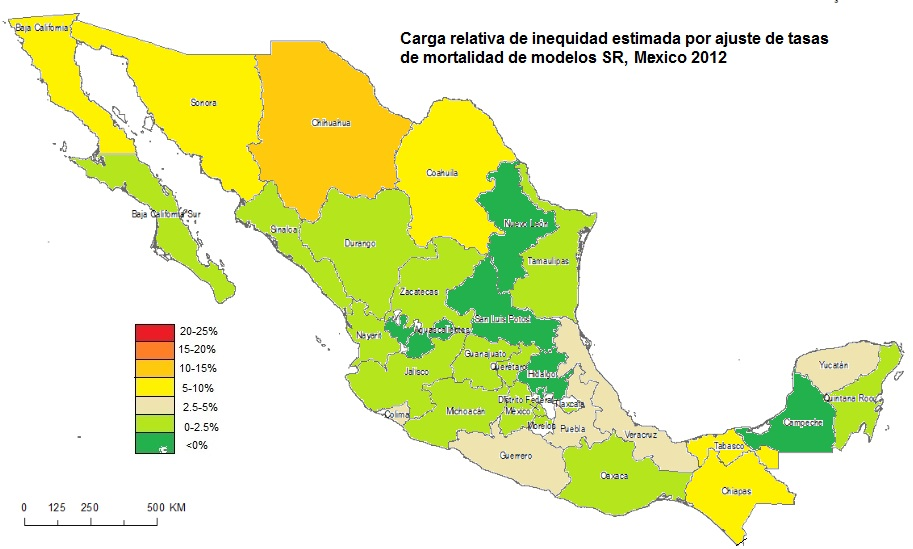 Carga relativa de inequidad estimada por ajuste de tasas
de mortalidad de modelos SR, Mexico 2012
Baja California
Sonora
Chihuahua
Coahuila
Nuevo León
Baja California Sur
Sinaloa
Durango
Tamaulipas
Zacatecas
San Luis Potosí
Aguascalientes
Nayarit
Jalisco
Guanajuato
Querétaro
Hidalgo
Yucatán
Quintana Roo
Campeche
Colima
Michoacán
Distrito Federal
México
Tlaxcala
Morelos
Puebla
Veracruz
Tabasco
Guerrero
Oaxaca
Chiapas
20-25%
15-20%
10-15%
5-10%
2.5-5%
0-2.5%
<0%
0 125 250 500 KM